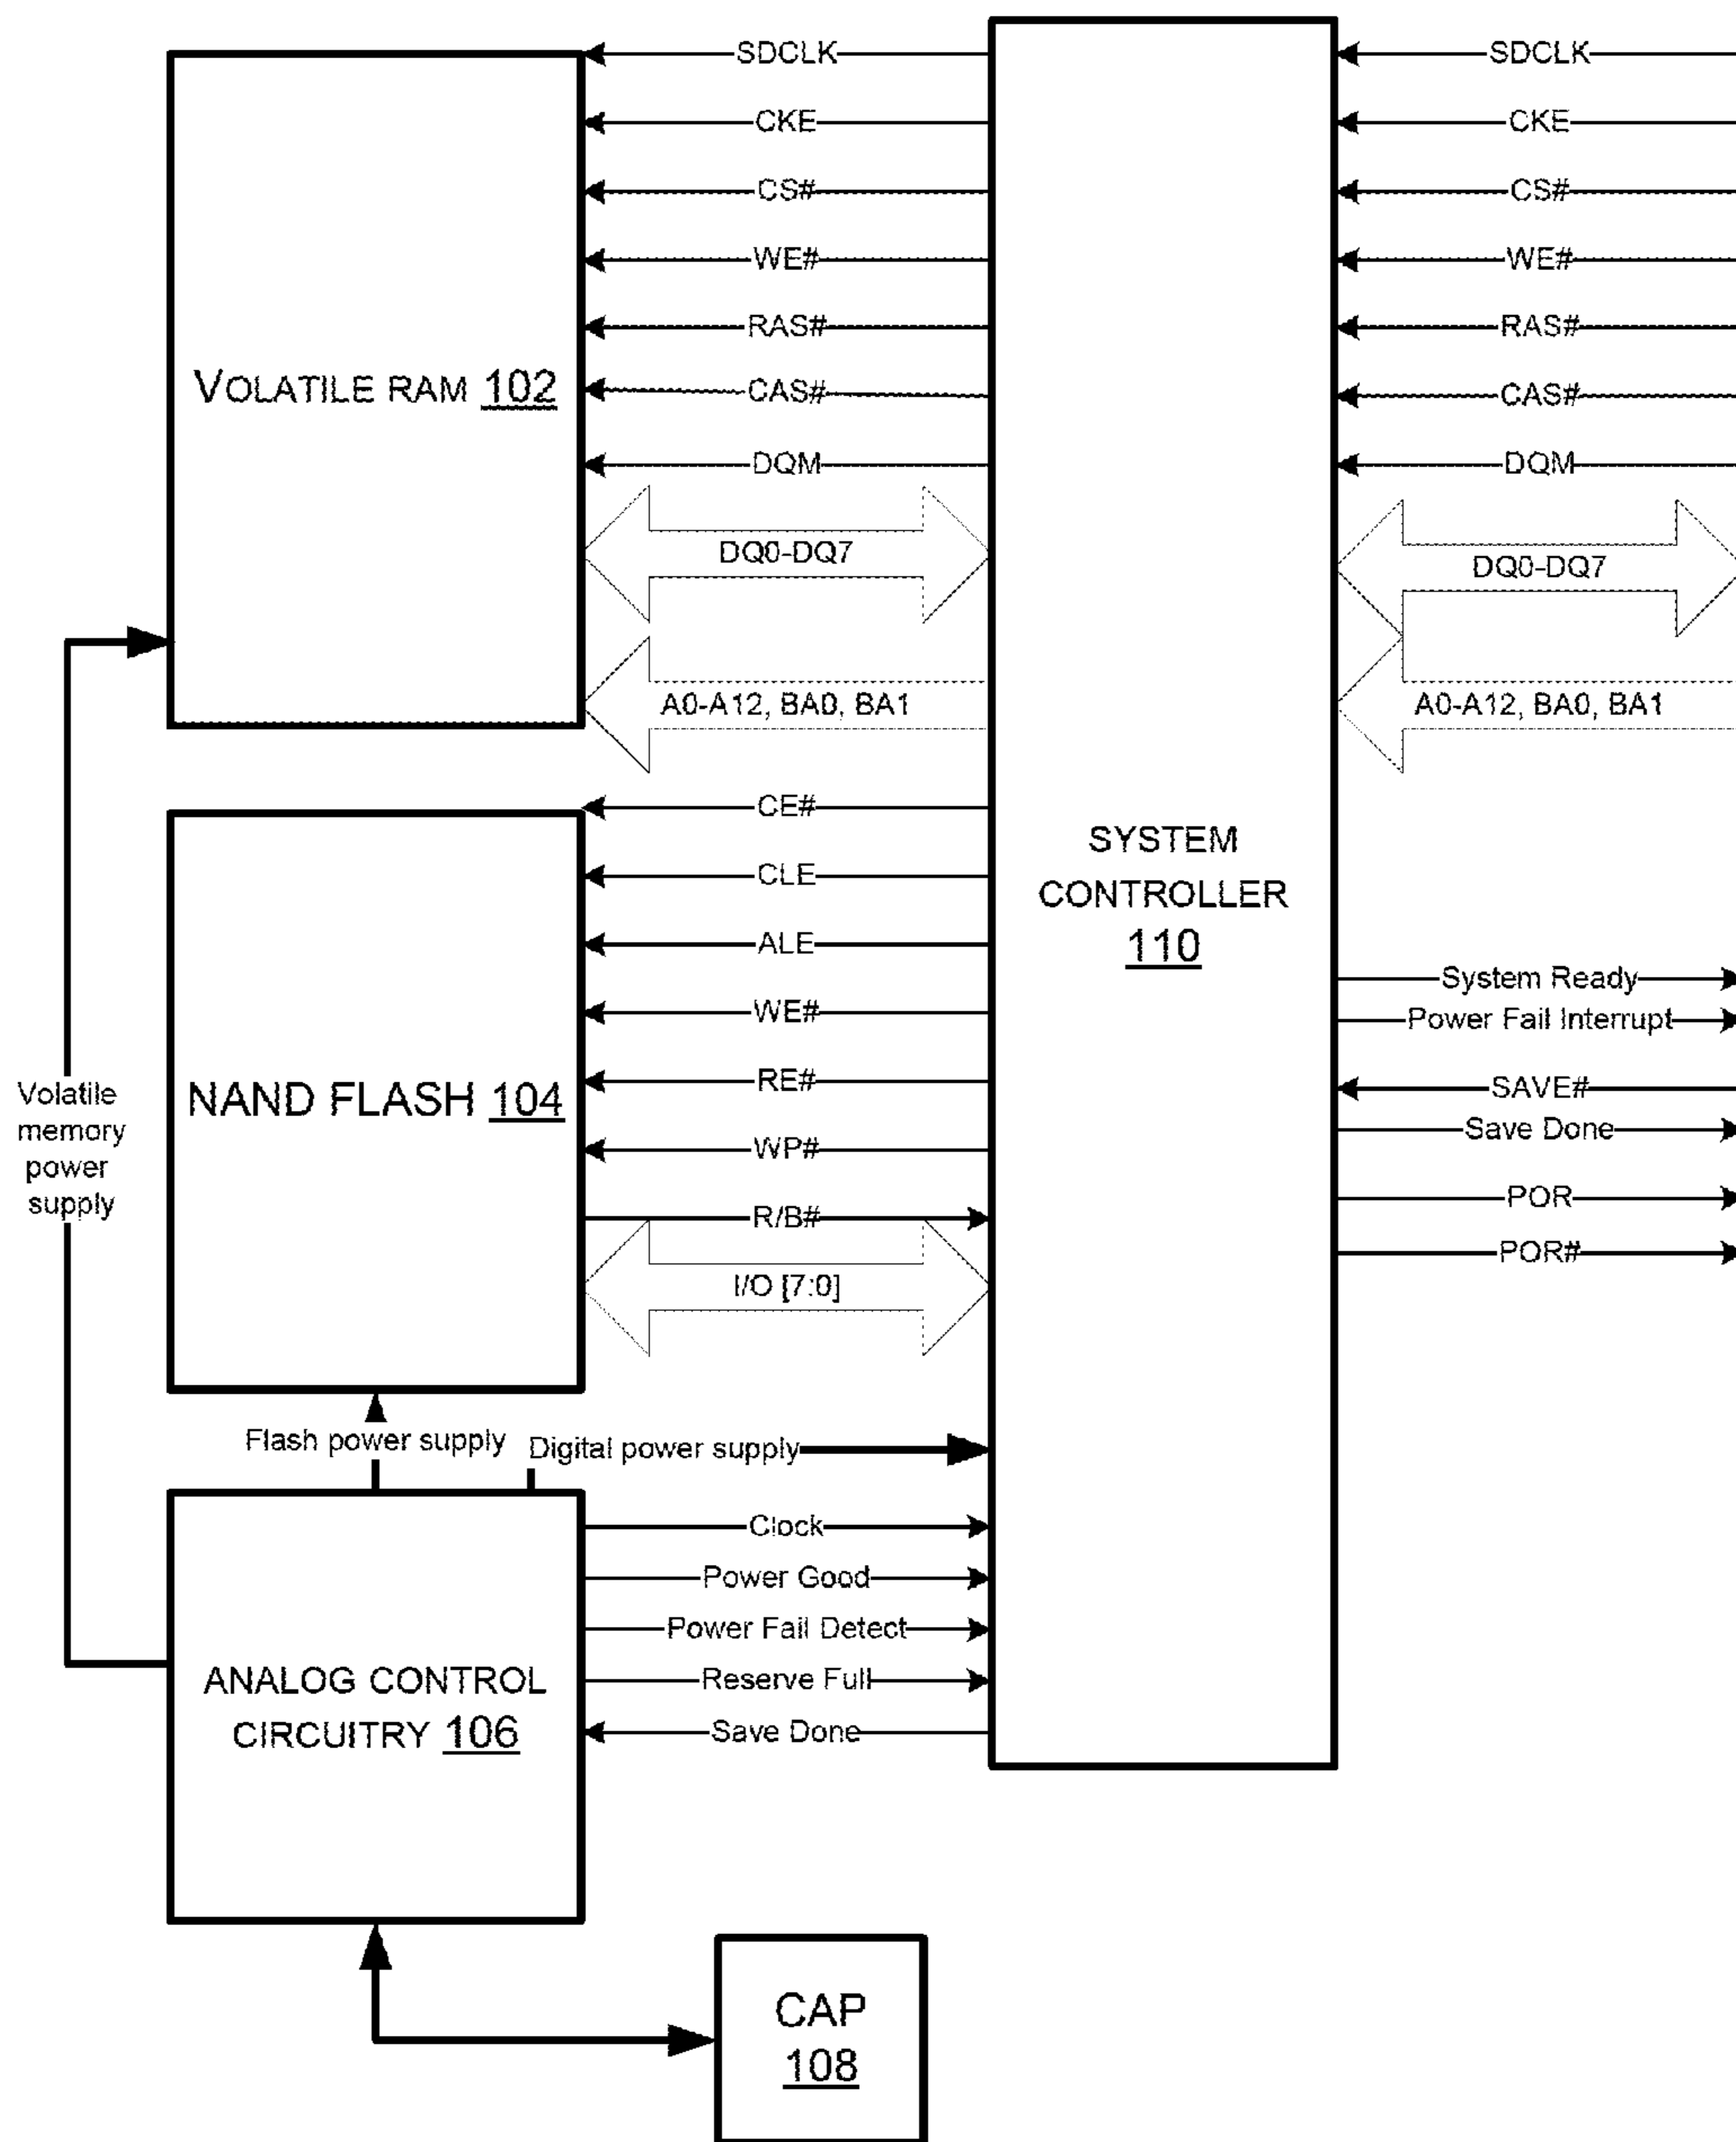 SDCLK
SDCLK
CKE
CKE
CS#
CS#
WE#
WE#
RAS#
RAS#
VOLATILE RAM 102
CAS#
CAS#
DQM
DQM
DQ0-DQ7
DQ0-DQ7
A0-A12, BA0, BA1
A0-A12, BA0, BA1
CE#
CLE
ALE
WE#
RE#
WP#
R/B#
I/O [7:0]
NAND FLASH 104
SYSTEM
CONTROLLER
110
System Ready
Power Fail Interrupt
SAVE#
Save Done
POR
POR#
Volatile
memory
power
supply
Flash power supply
Digital power supply
Clock
Power Good
Power Fail Detect
Reserve Full
Save Done
ANALOG CONTROL
CIRCUITRY 106
CAP
108